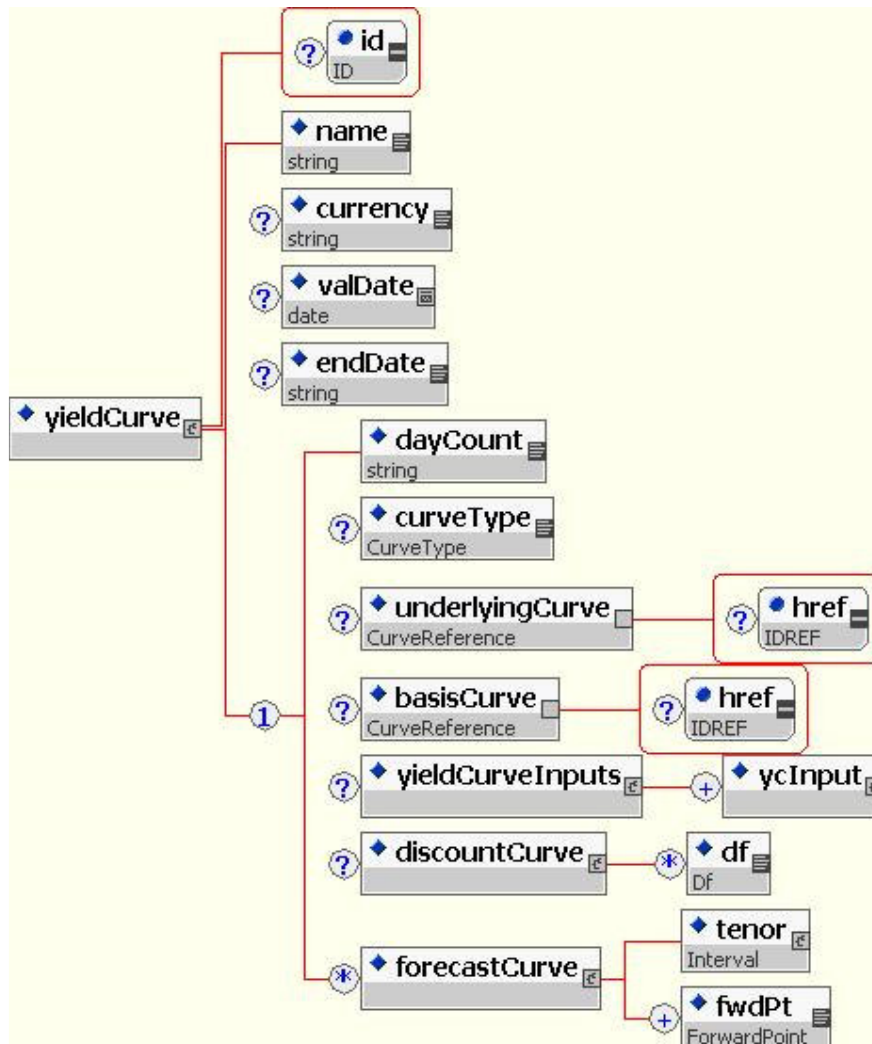 ? id
ID
name
string
? currency
string
? valDate
date
? endDate
string
yieldCurve
dayCount
string
? curveType
CurveType
? underlyingCurve ? href
CurveReference IDREF
1 ? basisCurve ? href
CurveReference IDREF
? yieldCurveInputs + ycInput
? discountCurve * df
Df
tenor
Interval
* forecastCurve
+ fwdPt
ForwardPoint